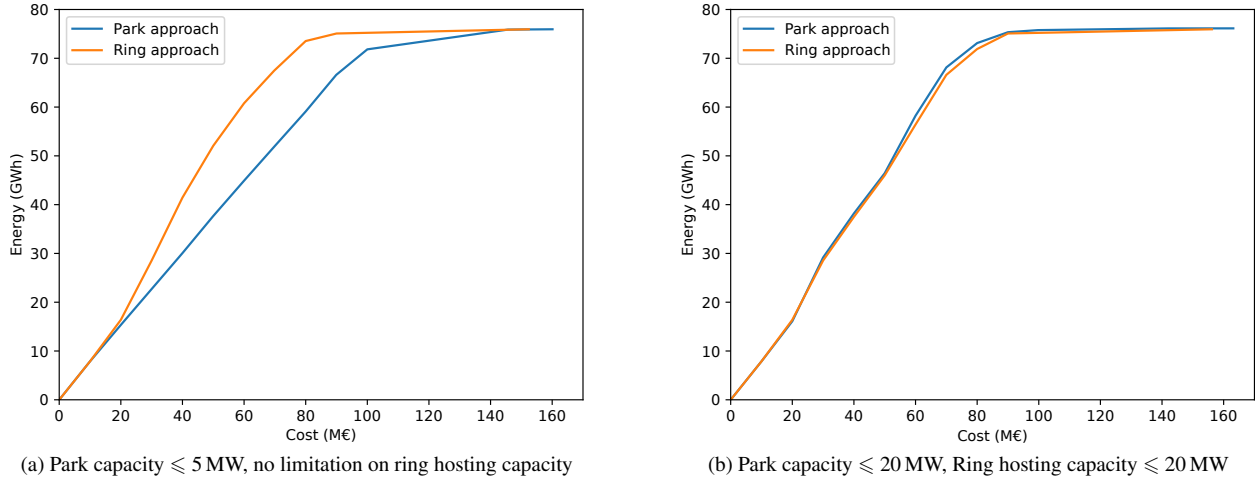 80
70
60
50
40
30
20
10
0
Energy (GWh)
Park approach
Ring approach
0 20 40 60 80 100 120 140 160
Cost (M€)
(a) Park capacity ⩽ 5 MW, no limitation on ring hosting capacity
80
70
60
50
40
30
20
10
0
Energy (GWh)
Park approach
Ring approach
0 20 40 60 80 100 120 140 160
Cost (M€)
(b) Park capacity ⩽ 20 MW, Ring hosting capacity ⩽ 20 MW